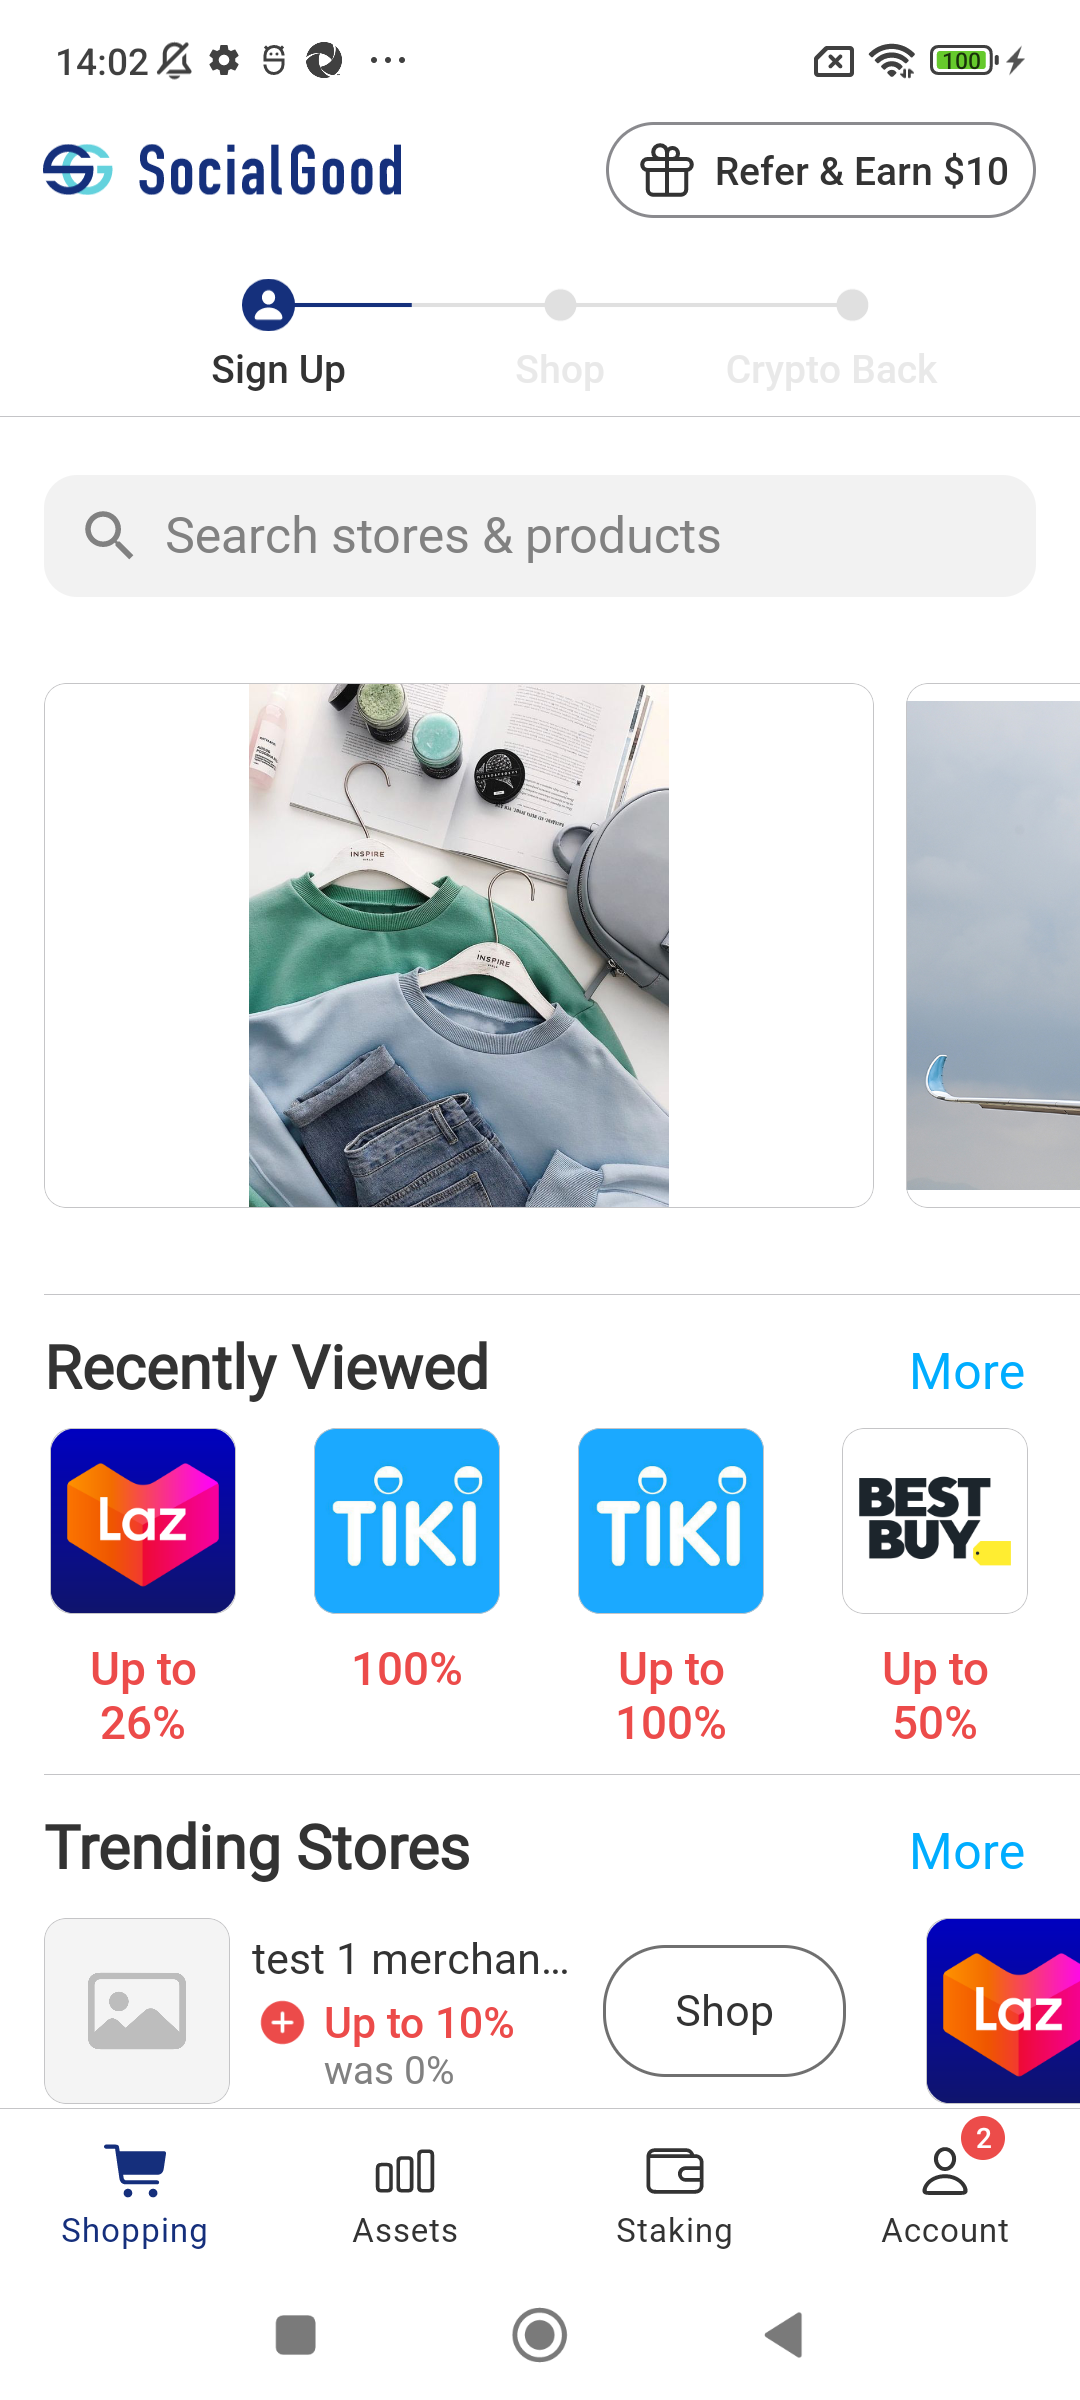 14:02
100
SocialGood
Refer & Earn $10
Sign Up
Shop
Crypto Back
Search stores & products
INSPIRE
INSPIRE
Recently Viewed
More
Laz
TIKI
TIKI
BEST
BUY
Up to
26%
100%
Up to
100%
Up to
50%
Trending Stores
More
test 1 merchan...
Up to 10%
was 0%
Shop
Laz
2
Shopping
Assets
Staking
Account